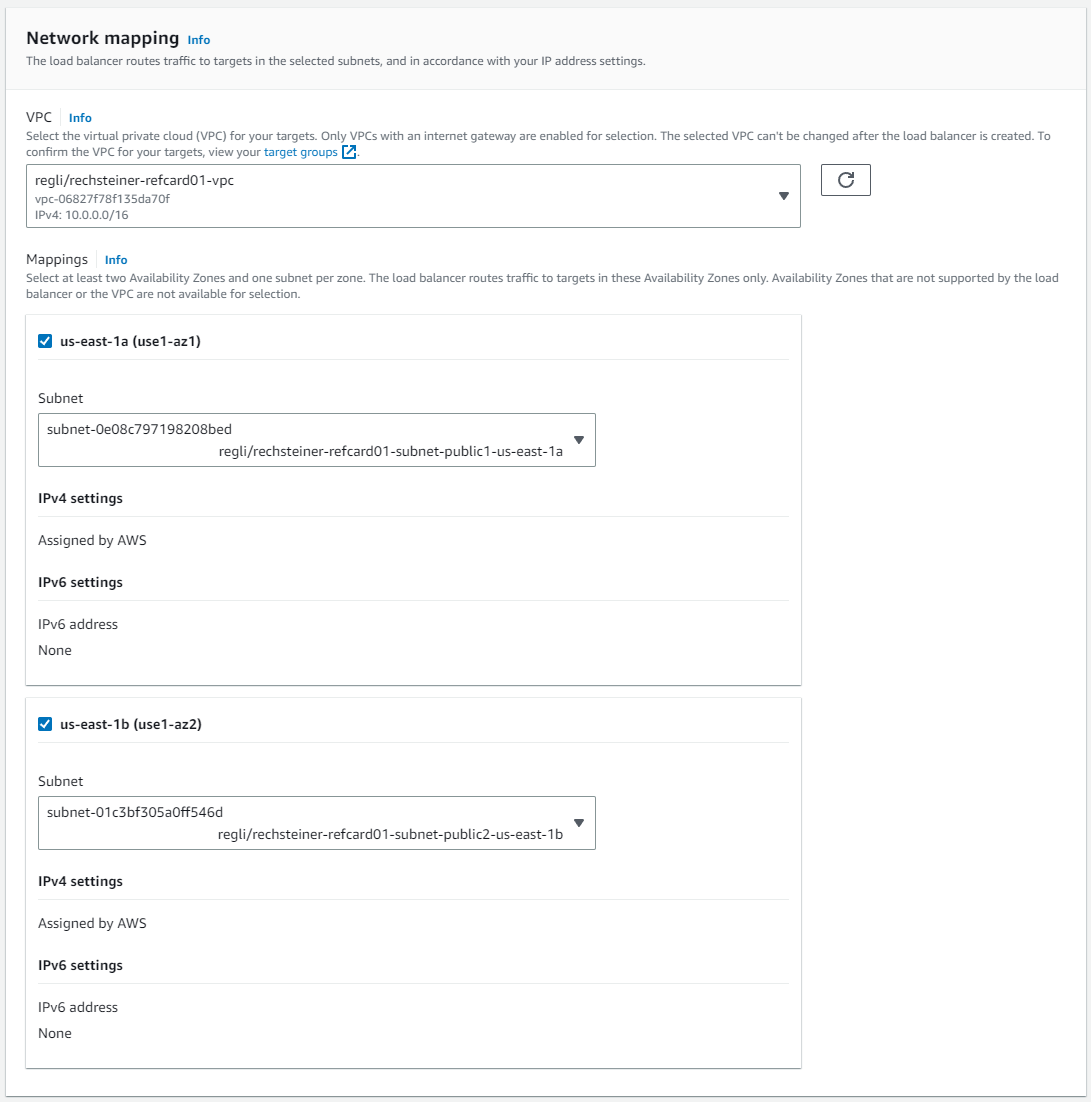 Network mapping Info
The load balancer routes traffic to targets in the selected subnets, and in accordance with your IP address settings.
VPC Info
Select the virtual private cloud (VPC) for your targets. Only VPCs with an internet gateway are enabled for selection. The selected VPC can't be changed after the load balancer is created. To
confirm the VPC for your targets, view your target groups.
regli/rechsteiner-refcard01-vpc
vpc-06827f78f135da70f
IPv4: 10.0.0.0/16
Mappings Info
Select at least two Availability Zones and one subnet per zone. The load balancer routes traffic to targets in these Availability Zones only. Availability Zones that are not supported by the load
balancer or the VPC are not available for selection.
us-east-1a (use1-az1)
Subnet
subnet-0e08c797198208bed
regli/rechsteiner-refcard01-subnet-public1-us-east-1a
IPv4 settings
Assigned by AWS
IPv6 settings
IPv6 address
None
us-east-1b (use1-az2)
Subnet
subnet-01c3bf305a0ff546d
regli/rechsteiner-refcard01-subnet-public2-us-east-1b
IPv4 settings
Assigned by AWS
IPv6 settings
IPv6 address
None